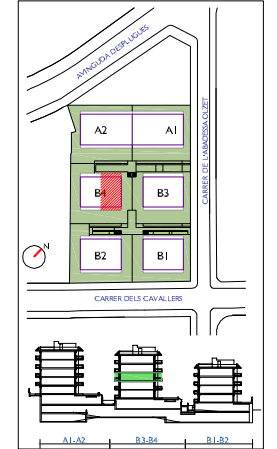 AVINGUDA DESPLUGUES
CARRER DE L'ABADESSA OLZET
A2
A1
B4
B3
N
B2
B1
CARRER DELS CAVALLERS
A1-A2
B3-B4
B1-B2